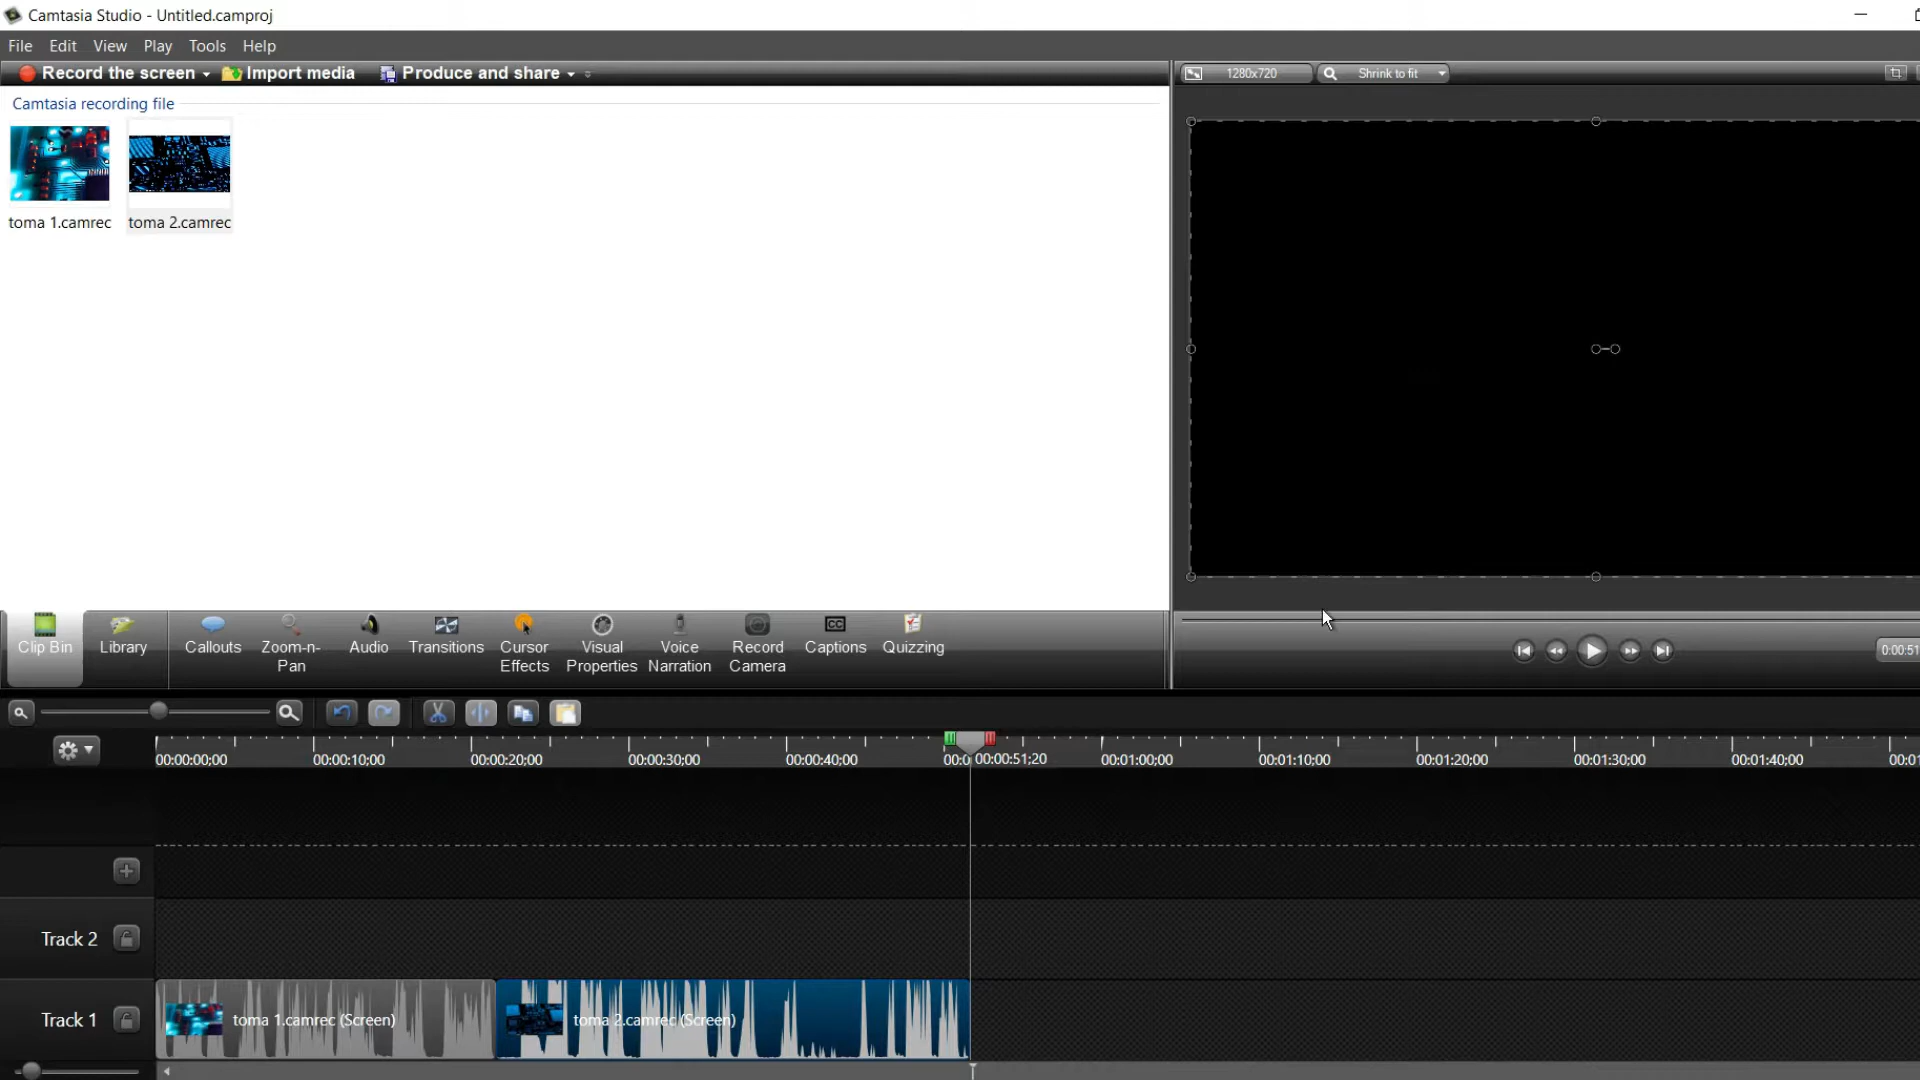 Camtasia Studio - Untitled.camproj
File Edit View Play Tools Help
Record the screen Import media Produce and share 1280x720 Shrink to fit
Camtasia recording file
toma 1.camrec toma 2.camrec
Clip Bin Library Callouts Zoom-n-Pan Audio Transitions Cursor Effects Visual Properties Voice Narration Record Camera Captions Quizzing
0:00:51
00:00:00;00 00:00:10;00 00:00:20;00 00:00:30;00 00:00:40;00 00:0 00:00:51;20 00:01:00;00 00:01:10;00 00:01:20;00 00:01:30;00 00:01:40;00 00:01
Track 2
Track 1 toma 1.camrec (Screen) toma 2.camrec (Screen)